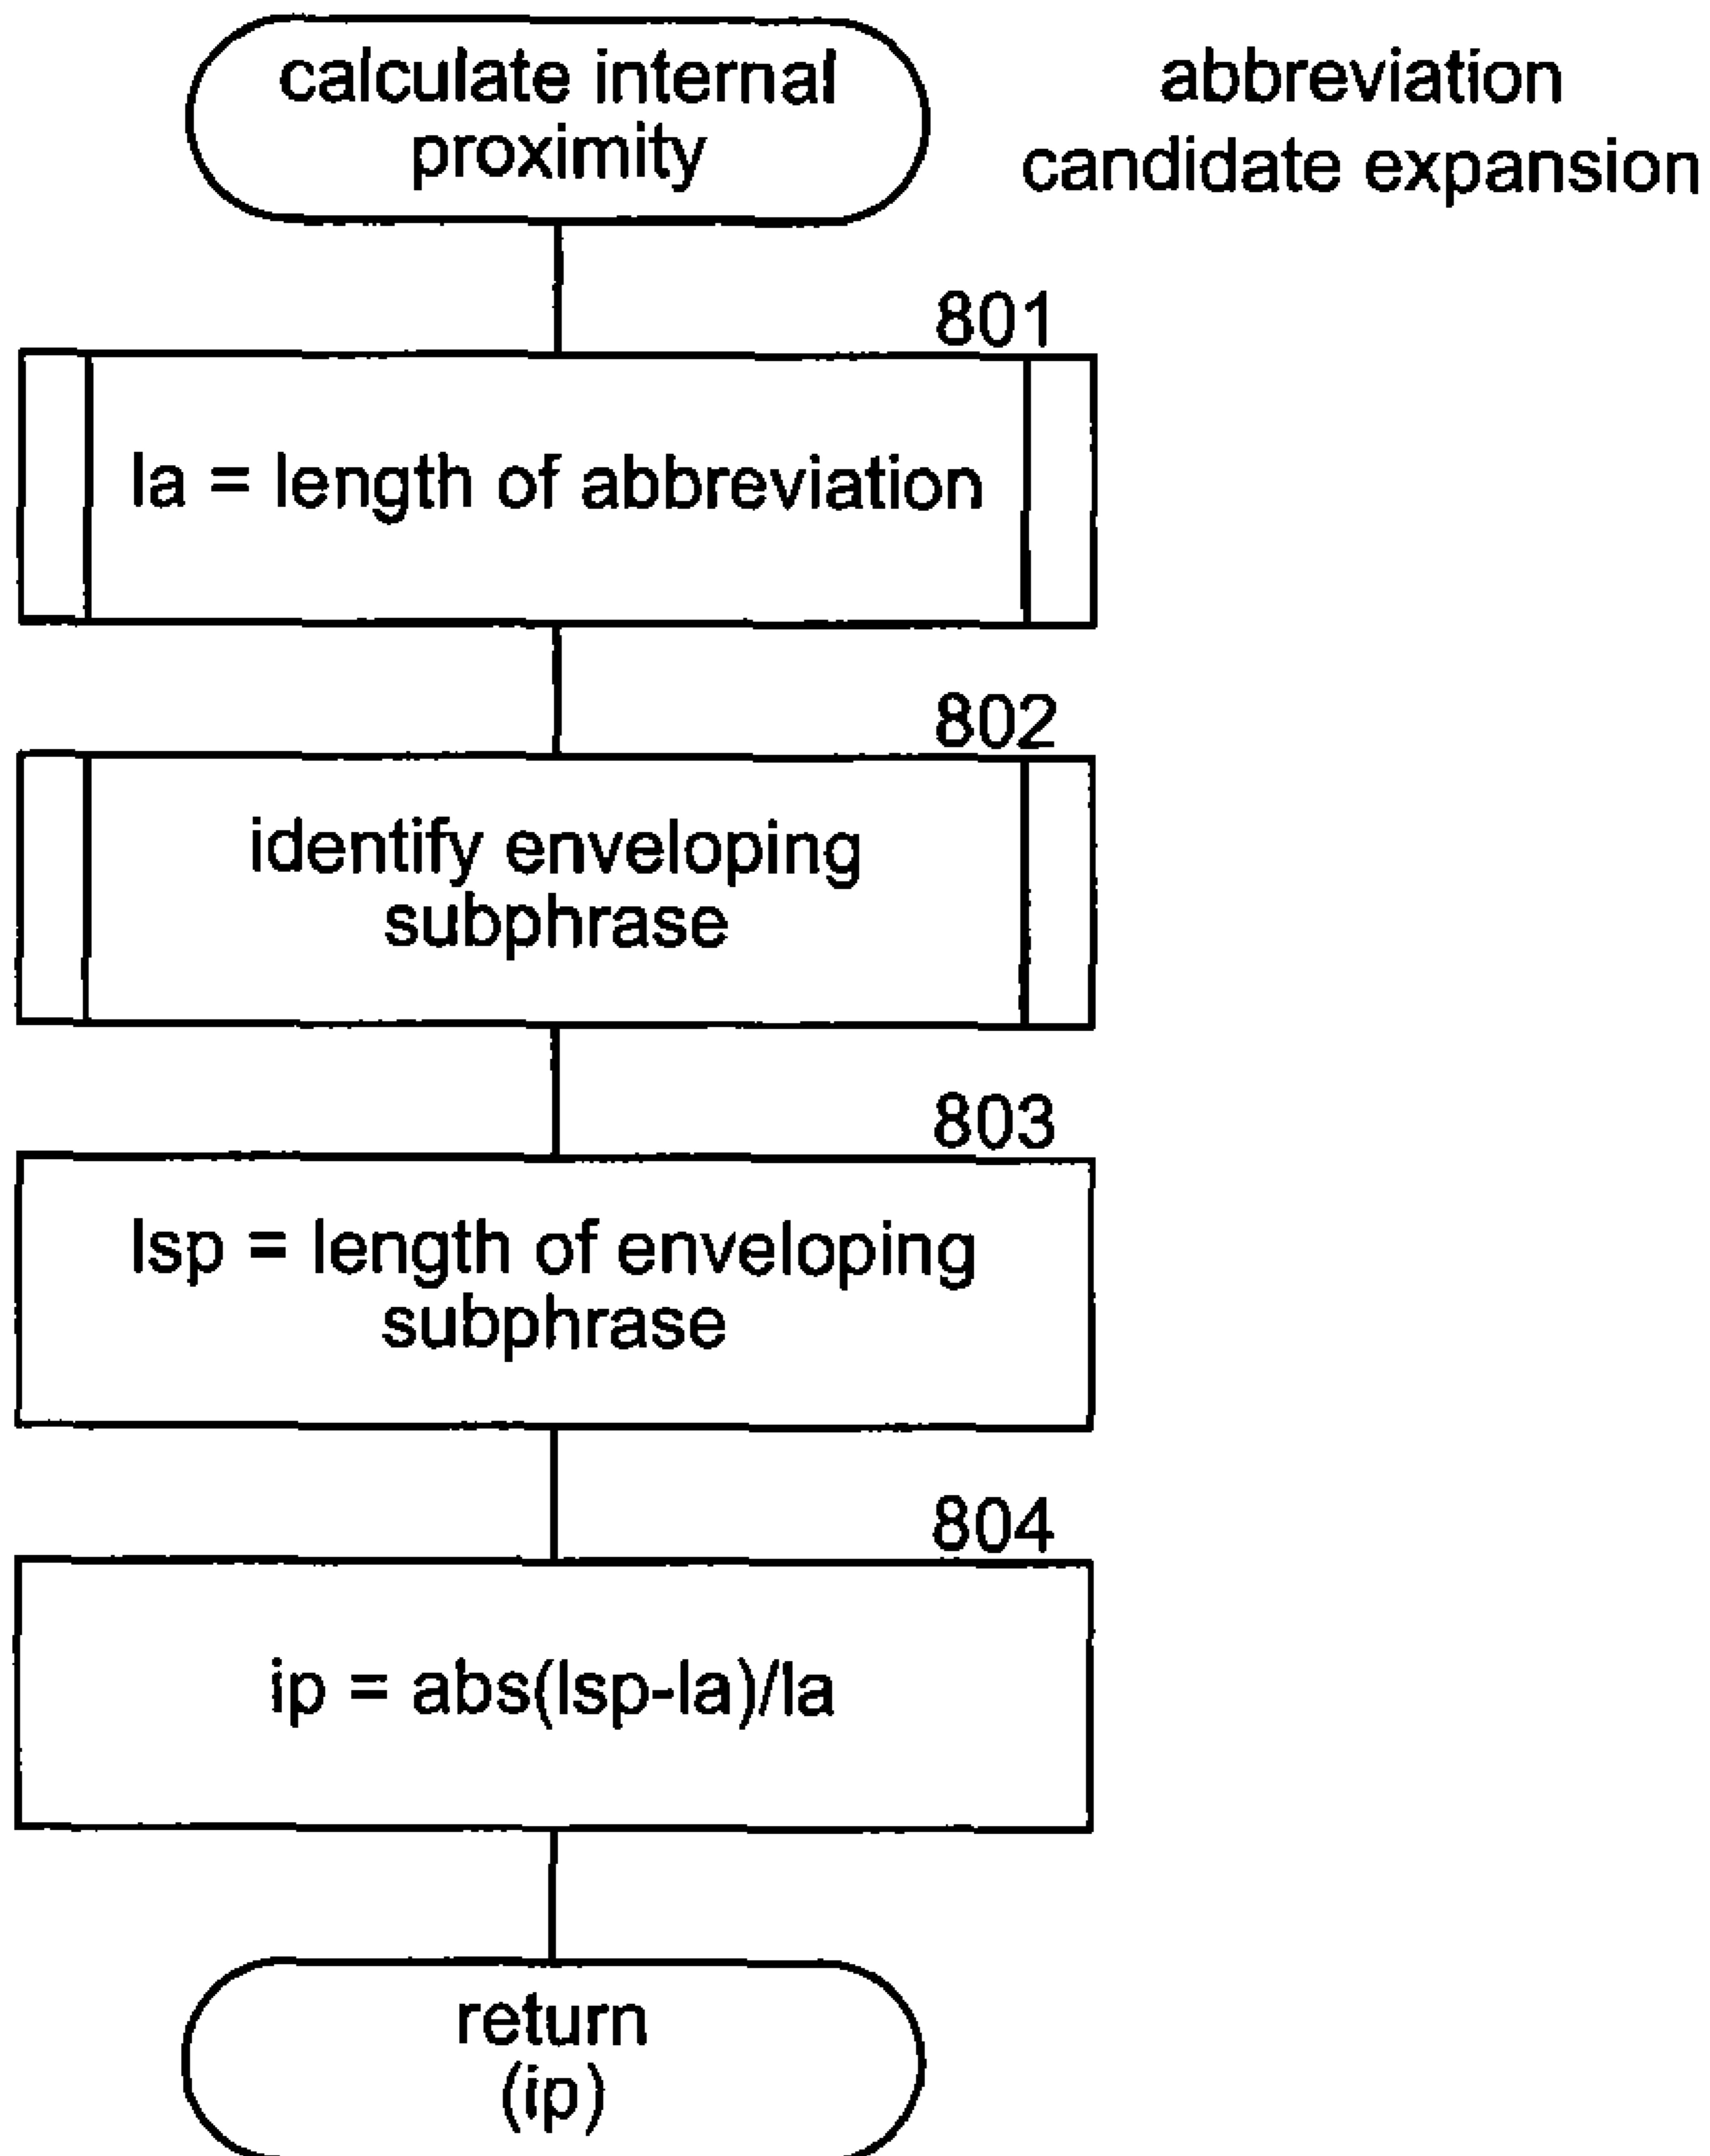 calculate internal
proximity
abbreviation
candidate expansion
801
la = length of abbreviation
802
identify enveloping
subphrase
803
lsp = length of enveloping
subphrase
804
ip = abs(lsp-la)/la
return
(ip)